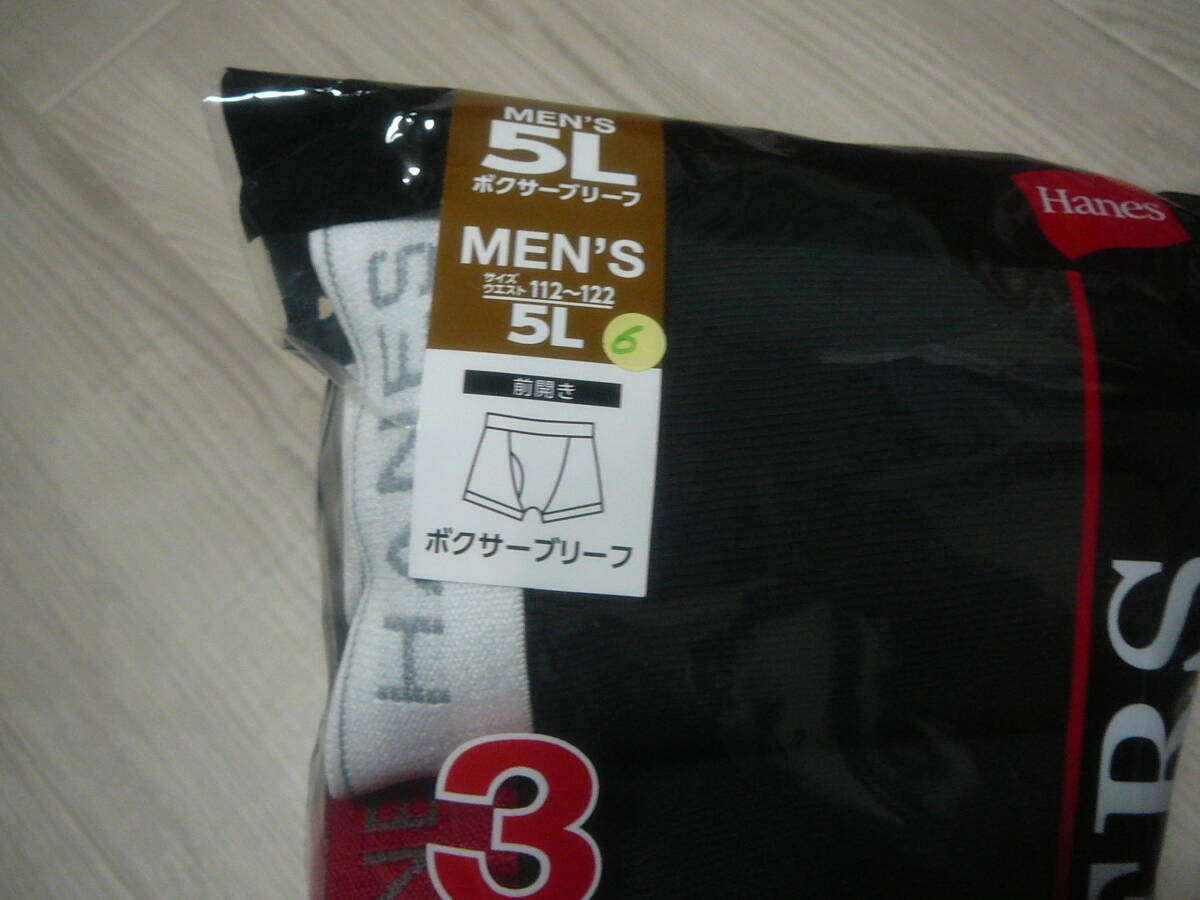 MEN'S
5L
ボクサーブリーフ
MEN'S
サイズ
ウエスト 112〜122
5L
6
前開き
ボクサーブリーフ
Hanes
HANES
3